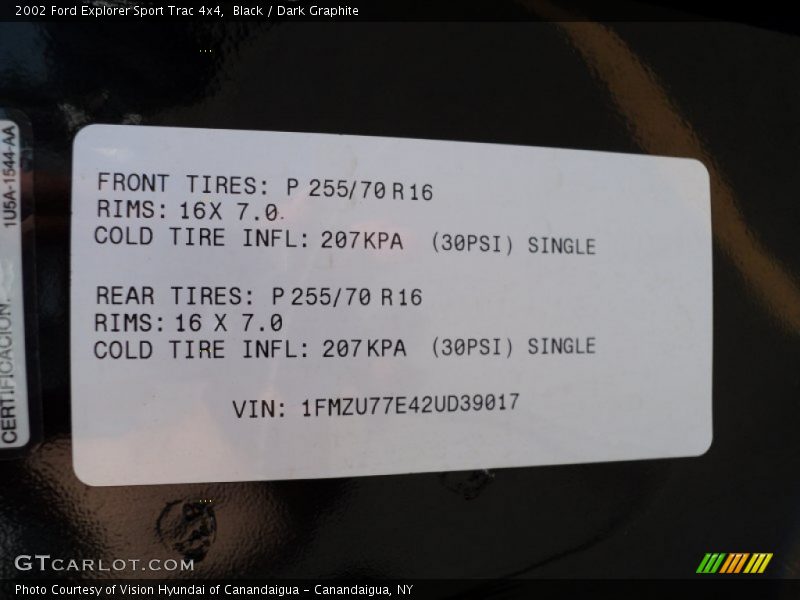 2002 Ford Explorer Sport Trac 4x4,  Black / Dark Graphite
1U5A-1544-AA
CERTIFICACION.
FRONT TIRES: P 255/70 R16
RIMS: 16X 7.0
COLD TIRE INFL: 207KPA (30PSI) SINGLE
REAR TIRES: P 255/70 R16
RIMS: 16 X 7.0
COLD TIRE INFL: 207KPA (30PSI) SINGLE
VIN: 1FMZU77E42UD39017
GTCARLOT.COM
Photo Courtesy of Vision Hyundai of Canandaigua – Canandaigua, NY